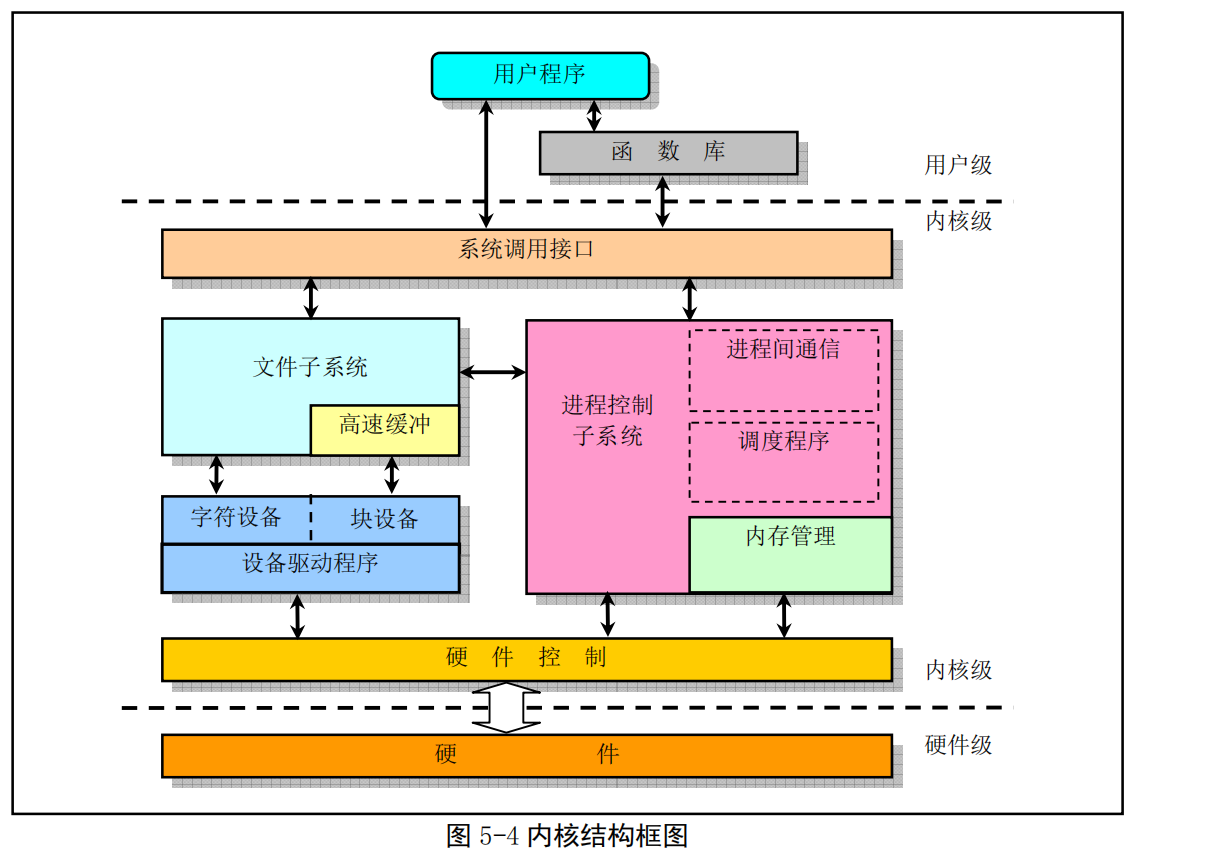 用户程序
函 数 库
用户级
内核级
系统调用接口
文件子系统
高速缓冲
进程控制
子系统
进程间通信
调度程序
内存管理
字符设备
块设备
设备驱动程序
硬 件 控 制
内核级
硬 件
硬件级
图 5-4 内核结构框图